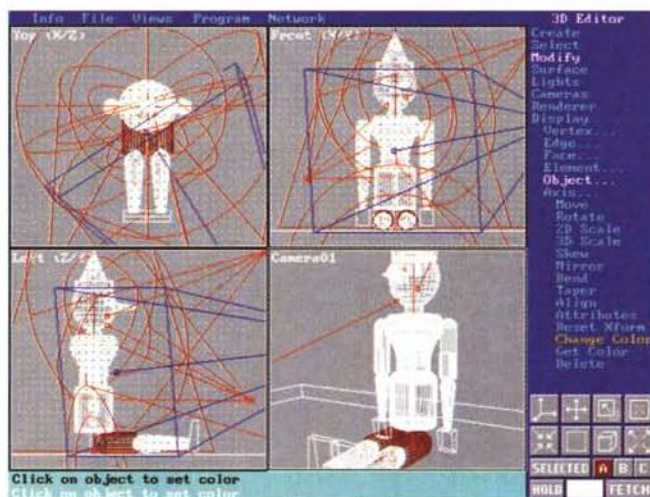 Info File Views Program Network 3D Editor
Top (X/Z)
Front (X/Y)
Create
Select
Modify
Surface
Lights
Cameras
Renderer
Display
Vertex...
Edge...
Face...
Element...
Object...
Axis...
Move
Rotate
2D Scale
3D Scale
Skew
Mirror
Bend
Taper
Align
Attributes
Reset Xform
Change Color
Get Color
Delete
Left (Z/Y)
Camera01
SELECTED A B C
HOLD FETCH
Click on object to set color
Click on object to set color